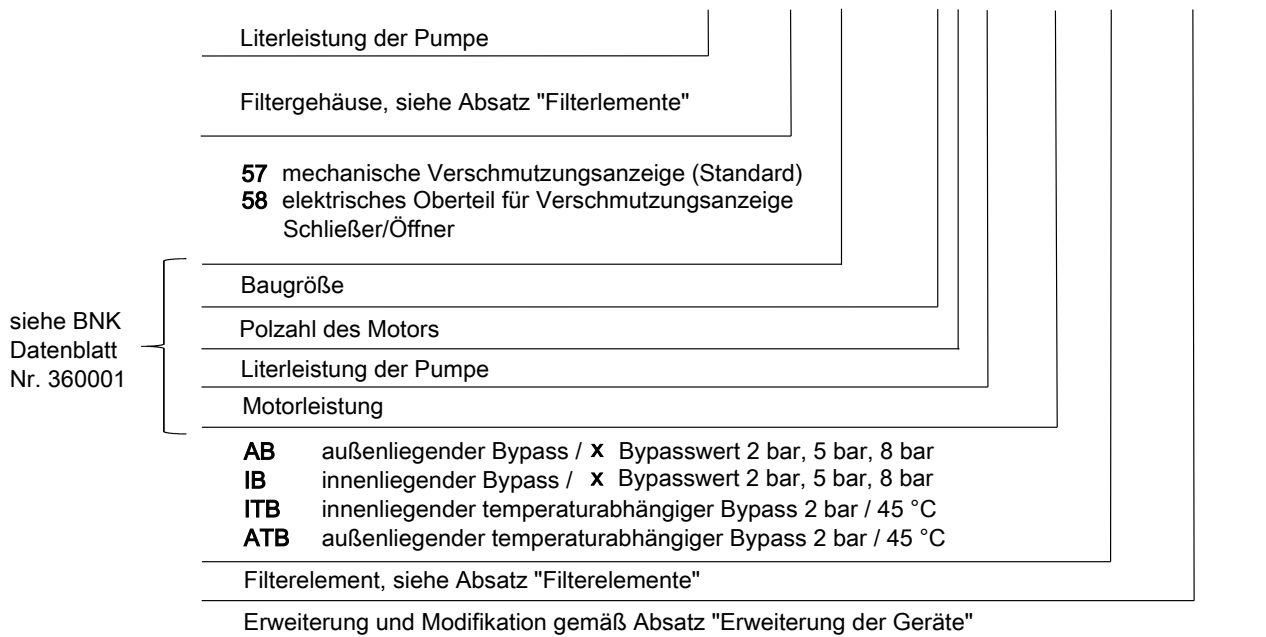 Literleistung der Pumpe
Filtergehäuse, siehe Absatz "Filterlemente"
57 mechanische Verschmutzungsanzeige (Standard)
58 elektrisches Oberteil für Verschmutzungsanzeige
Schließer/Öffner
siehe BNK
Datenblatt
Nr. 360001
Baugröße
Polzahl des Motors
Literleistung der Pumpe
Motorleistung
AB außenliegender Bypass / x Bypasswert 2 bar, 5 bar, 8 bar
IB innenliegender Bypass / x Bypasswert 2 bar, 5 bar, 8 bar
ITB innenliegender temperaturabhängiger Bypass 2 bar / 45 °C
ATB außenliegender temperaturabhängiger Bypass 2 bar / 45 °C
Filterelement, siehe Absatz "Filterelemente"
Erweiterung und Modifikation gemäß Absatz "Erweiterung der Geräte"